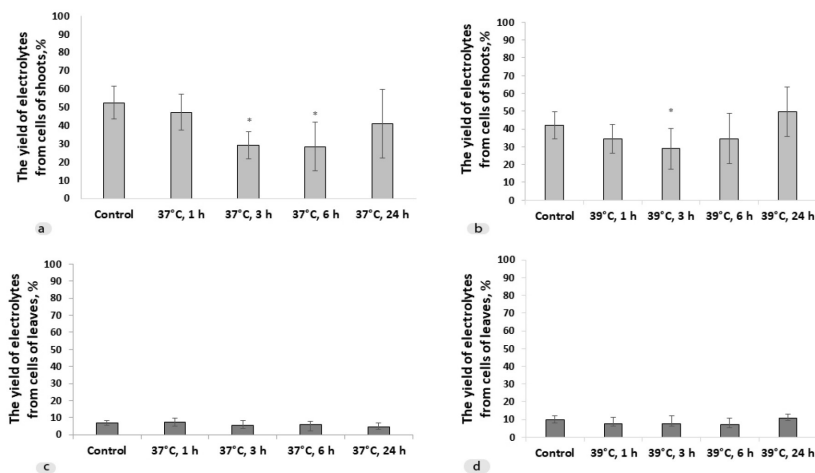 The yield of electrolytes
from cells of shoots,%
100
90
80
70
60
50
40
30
20
10
0
*
*
Control
37°C, 1 h
37°C, 3 h
37°C, 6 h
37°C, 24 h
a
The yield of electrolytes
from cells of shoots, %
100
90
80
70
60
50
40
30
20
10
0
*
Control
39°C, 1 h
39°C, 3 h
39°C, 6 h
39°C, 24 h
b
The yield of electrolytes
from cells of leaves, %
100
90
80
70
60
50
40
30
20
10
0
Control
37°C, 1 h
37°C, 3 h
37°C, 6 h
37°C, 24 h
c
The yield of electrolytes
from cells of leaves, %
100
90
80
70
60
50
40
30
20
10
0
Control
39°C, 1 h
39°C, 3 h
39°C, 6 h
39°C, 24 h
d